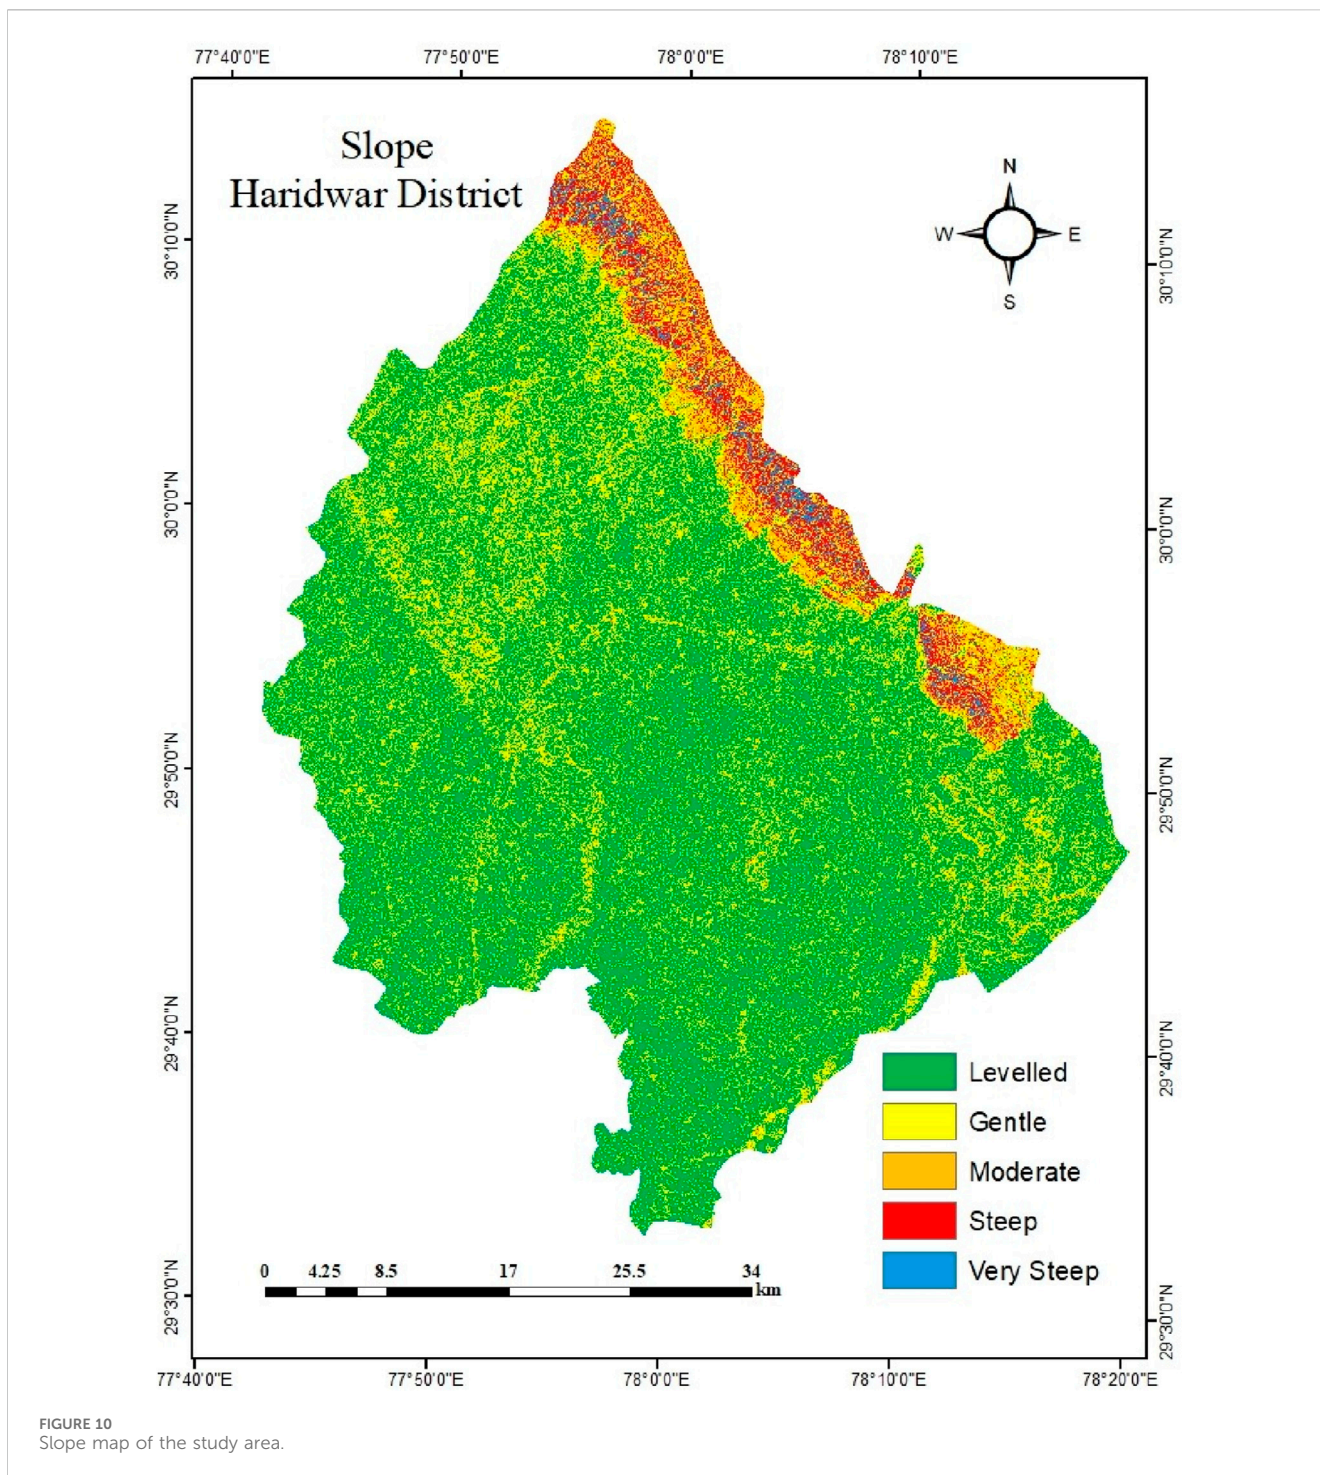 77°40'0"E 77°50'0"E 78°0'0"E 78°10'0"E
Slope
Haridwar District
N
W E
S
30°10'0"N
30°10'0"N
30°0'0"N
30°0'0"N
29°50'0"N
29°50'0"N
29°40'0"N
29°40'0"N
Levelled
Gentle
Moderate
Steep
Very Steep
0 4.25 8.5 17 25.5 34
km
29°30'0"N
29°30'0"N
77°40'0"E 77°50'0"E 78°0'0"E 78°10'0"E 78°20'0"E
FIGURE 10
Slope map of the study area.